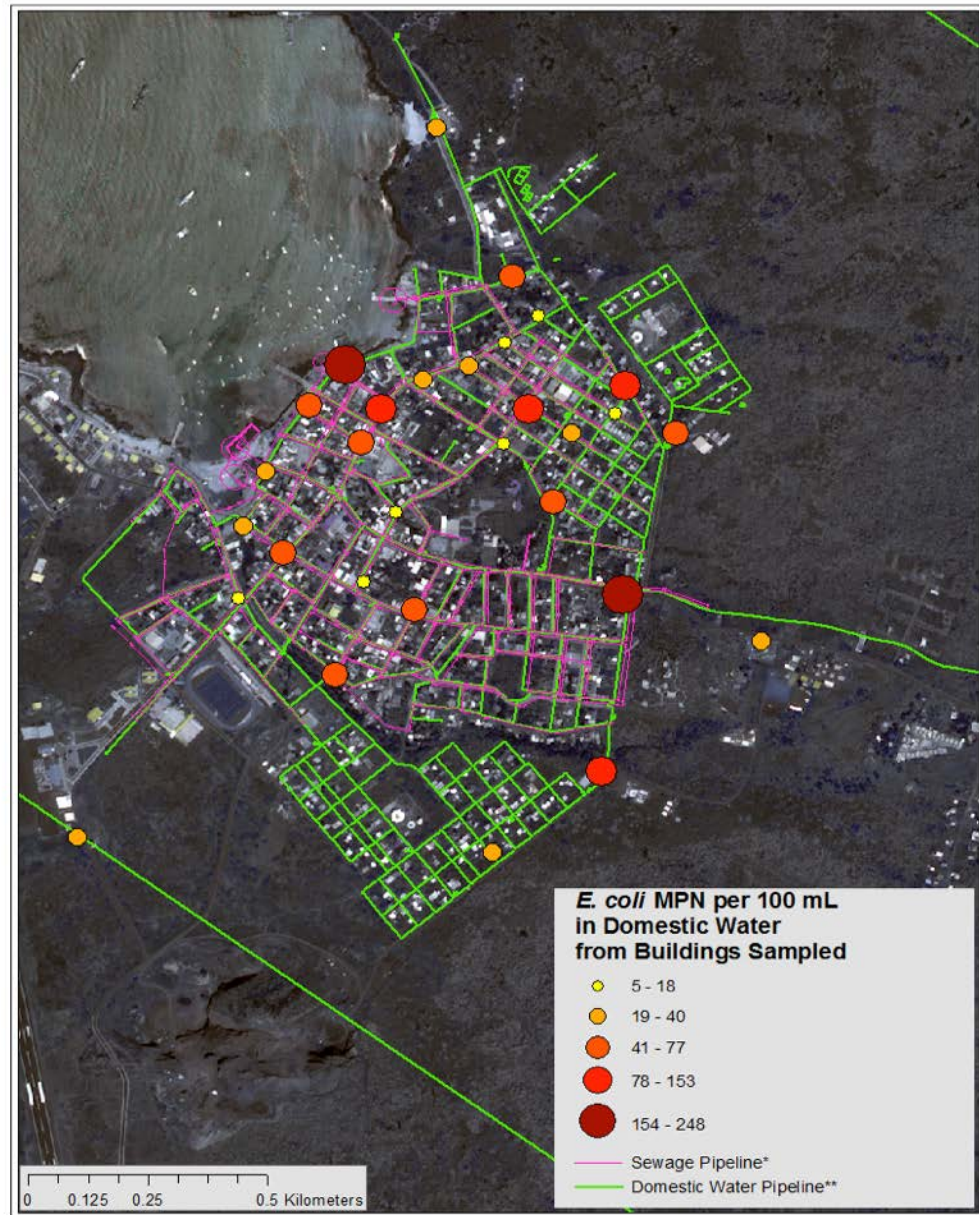 E. coli MPN per 100 mL
in Domestic Water
from Buildings Sampled
5 - 18
19 - 40
41 - 77
78 - 153
154 - 248
Sewage Pipeline*
Domestic Water Pipeline**
0 0.125 0.25 0.5 Kilometers